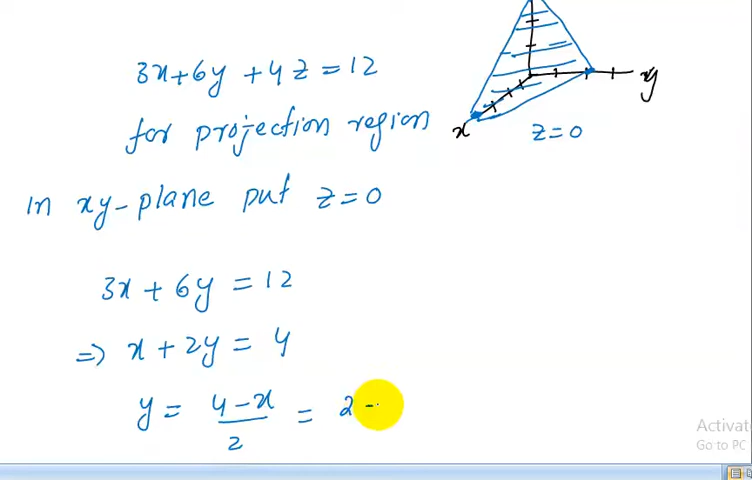 3x+6y+4z=12
for projection region
x
y
z=0
In xy-plane put z=0
3x+6y=12
=> x+2y=4
y = 4-x/2 = 2-
Activat
Go to PC